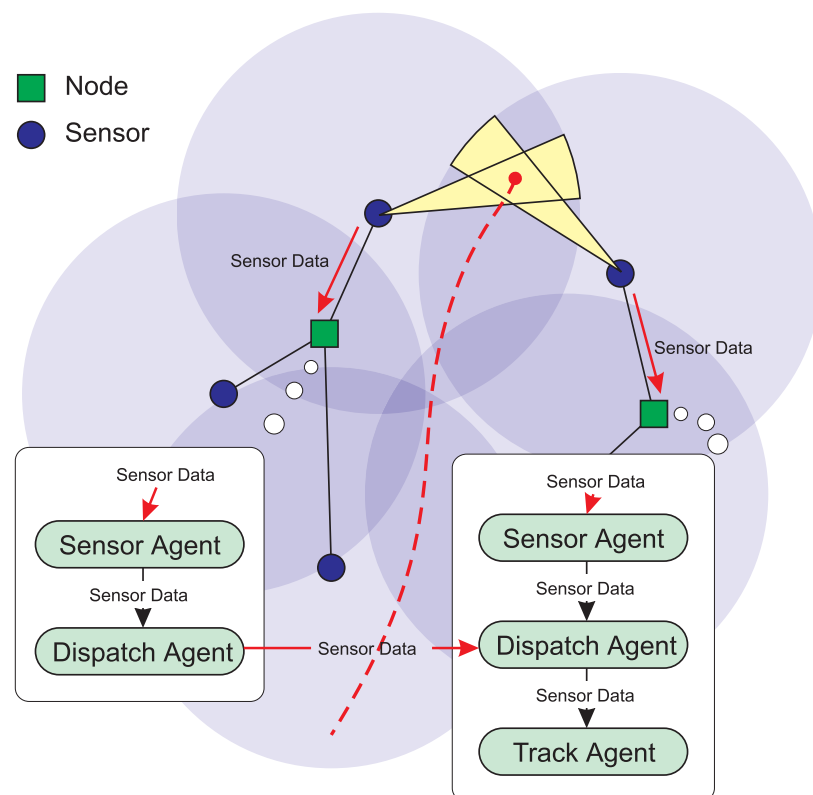 Node
Sensor
Sensor Data
Sensor Data
Sensor Data
Sensor Agent
Sensor Data
Dispatch Agent
Sensor Data
Sensor Data
Sensor Agent
Sensor Data
Dispatch Agent
Sensor Data
Track Agent